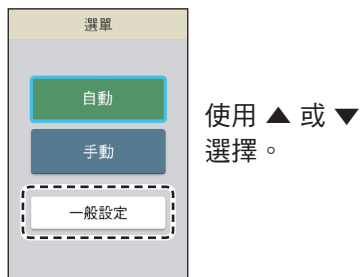 選單
自動
手動
一般設定
使用 ▲ 或 ▼
選擇。